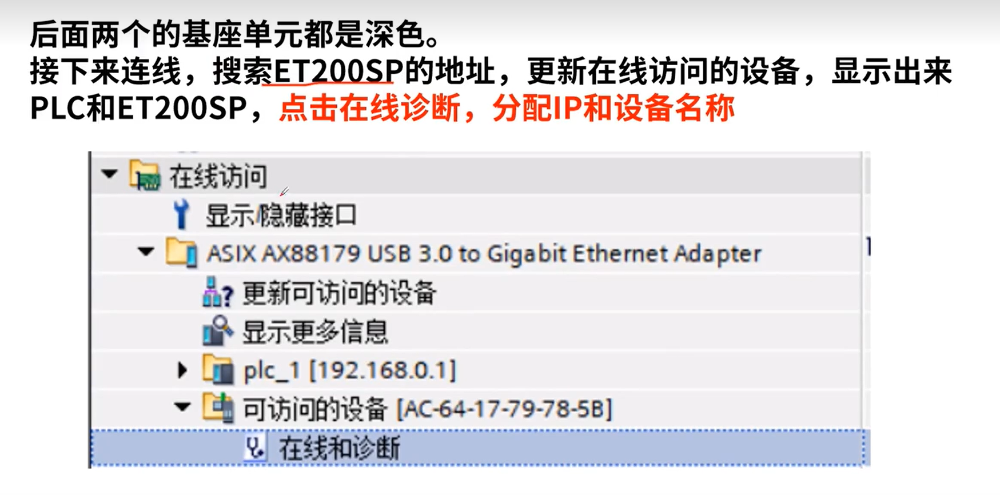 后面两个的基座单元都是深色。
接下来连线，搜索ET200SP的地址，更新在线访问的设备，显示出来
PLC和ET200SP，点击在线诊断，分配IP和设备名称
在线访问
显示/隐藏接口
ASIX AX88179 USB 3.0 to Gigabit Ethernet Adapter
更新可访问的设备
显示更多信息
plc_1 [192.168.0.1]
可访问的设备 [AC-64-17-79-78-5B]
在线和诊断